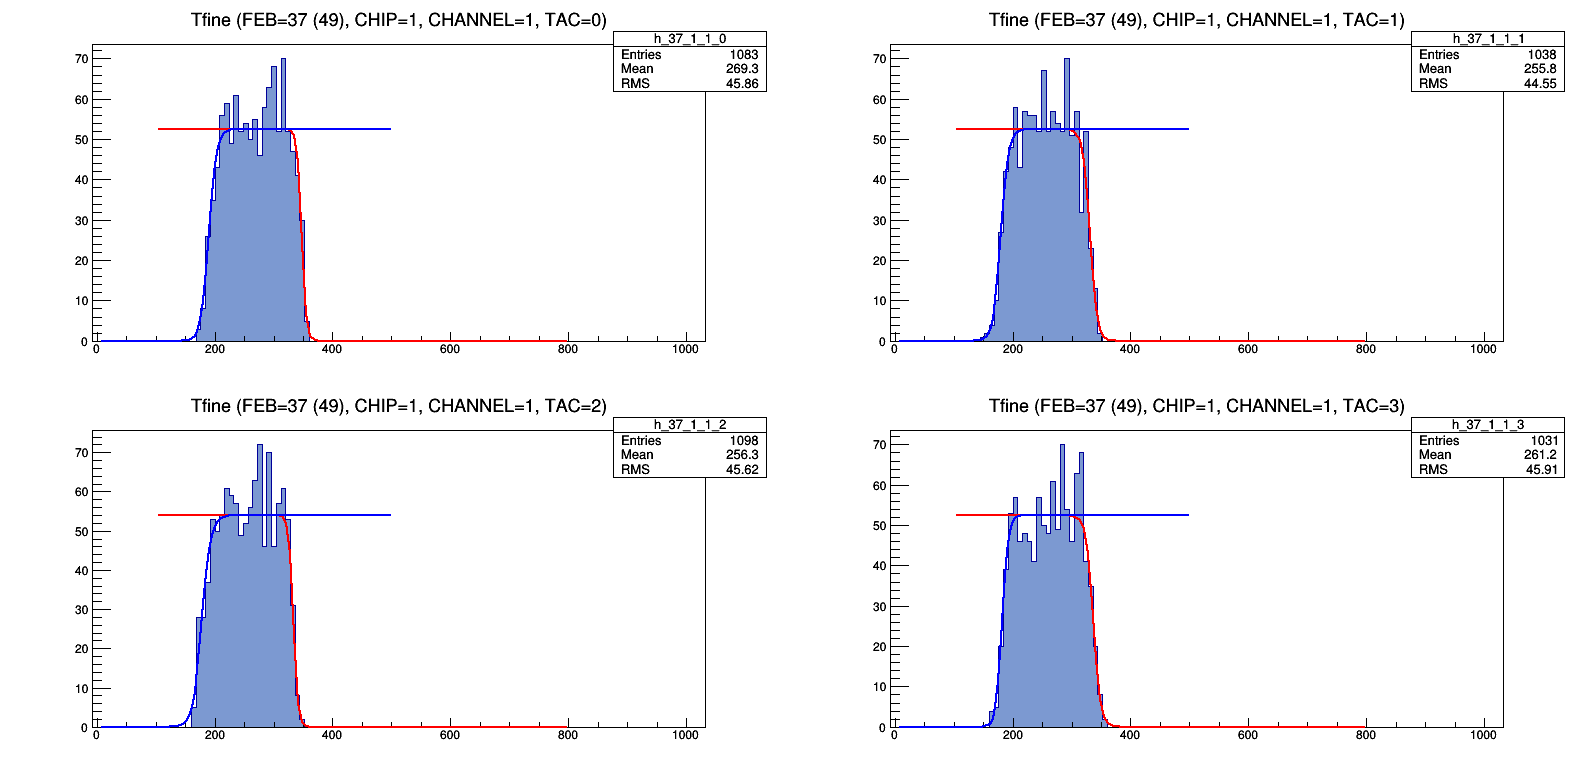 Tfine (FEB=37 (49), CHIP=1, CHANNEL=1, TAC=0)
h_37_1_1_0
Entries 1083
Mean 269.3
RMS 45.86
70
60
50
40
30
20
10
0
0 200 400 600 800 1000
Tfine (FEB=37 (49), CHIP=1, CHANNEL=1, TAC=1)
h_37_1_1_1
Entries 1038
Mean 255.8
RMS 44.55
70
60
50
40
30
20
10
0
0 200 400 600 800 1000
Tfine (FEB=37 (49), CHIP=1, CHANNEL=1, TAC=2)
h_37_1_1_2
Entries 1098
Mean 256.3
RMS 45.62
70
60
50
40
30
20
10
0
0 200 400 600 800 1000
Tfine (FEB=37 (49), CHIP=1, CHANNEL=1, TAC=3)
h_37_1_1_3
Entries 1031
Mean 261.2
RMS 45.91
70
60
50
40
30
20
10
0
0 200 400 600 800 1000